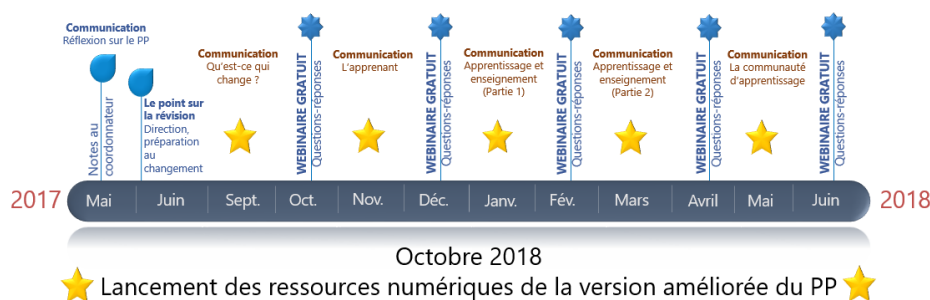 Communication
Réflexion sur le PP
Notes au
coordonnateur
Le point sur
la révision
Direction,
préparation
au
changement
Communication
Qu'est-ce qui
change ?
WEBINAIRE GRATUIT
Questions-réponses
Communication
L'apprenant
WEBINAIRE GRATUIT
Questions-réponses
Communication
Apprentissage et
enseignement
(Partie 1)
WEBINAIRE GRATUIT
Questions-réponses
Communication
Apprentissage et
enseignement
(Partie 2)
WEBINAIRE GRATUIT
Questions-réponses
Communication
La communauté
d'apprentissage
WEBINAIRE GRATUIT
Questions-réponses
2017 Mai Juin Sept. Oct. Nov. Déc. Janv. Fév. Mars Avril Mai Juin 2018
Octobre 2018
Lancement des ressources numériques de la version améliorée du PP